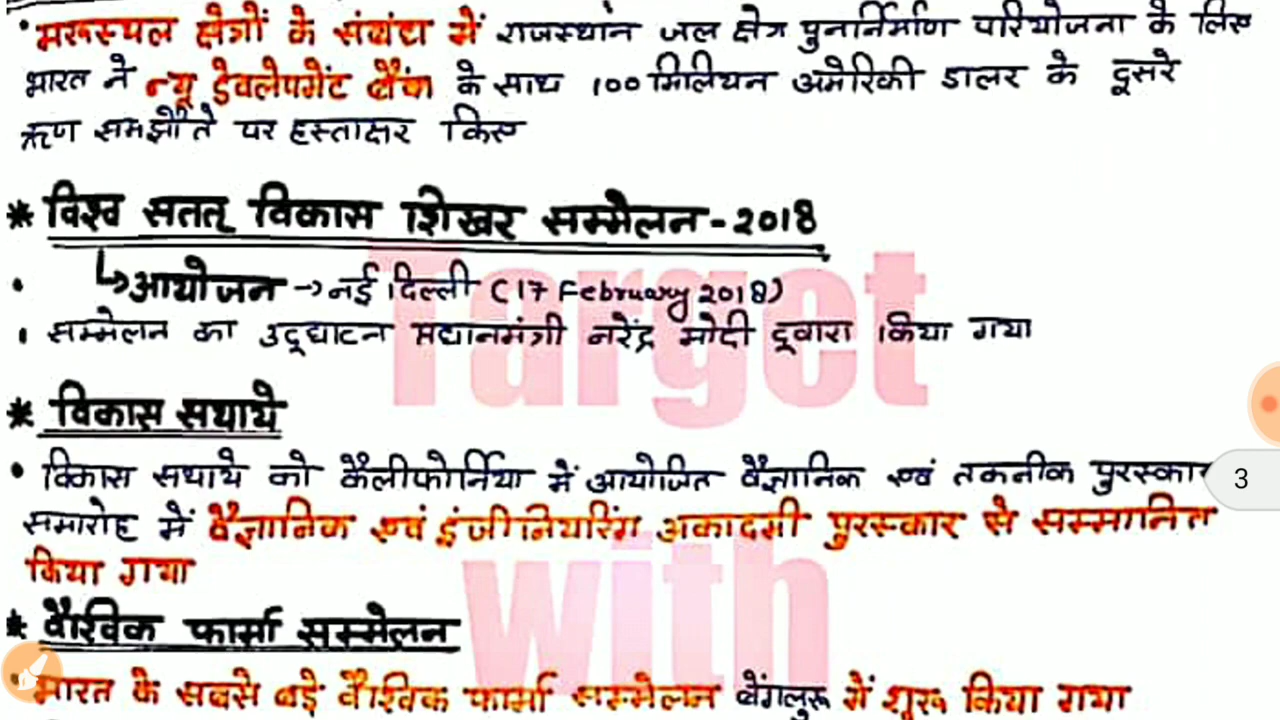 • मरूस्थल क्षेत्रों के संबंध में राजस्थान जल क्षेत्र पुनर्निर्माण परियोजना के लिए
भारत ने न्यू डेवलेपमेंट बैंक के साथ 100 मिलियन अमेरिकी डालर के दूसरे
ऋण समझौते पर हस्ताक्षर किए
* विश्व सतत् विकास शिखर सम्मेलन-2018
• ↳आयोजन → नई दिल्ली (17 February 2018)
• सम्मेलन का उद्घाटन प्रधानमंत्री नरेंद्र मोदी द्वारा किया गया
Target
* विकास सथाये
• विकास सथाये को कैलीफोर्निया में आयोजित वैज्ञानिक एवं तकनीक पुरस्कार
3
समारोह में वैज्ञानिक एवं इंजीनियरिंग अकादमी पुरस्कार से सम्मानित
किया गया
with
* वैश्विक फार्मा सम्मेलन
• भारत के सबसे बड़े वैश्विक फार्मा सम्मेलन बेंगलुरू में शुरू किया गया